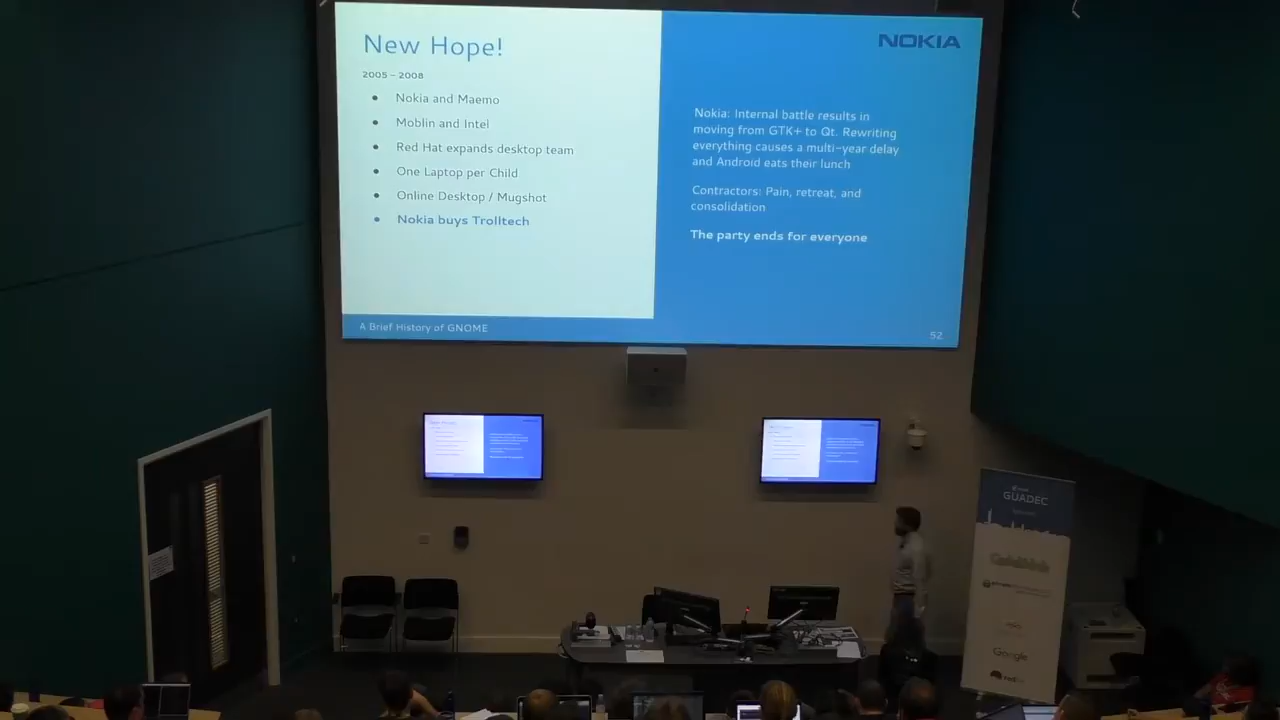 New Hope!
2005 – 2008
• Nokia and Maemo
• Moblin and Intel
• Red Hat expands desktop team
• One Laptop per Child
• Online Desktop / Mugshot
• Nokia buys Trolltech
NOKIA
Nokia: Internal battle results in
moving from GTK+ to Qt. Rewriting
everything causes a multi-year delay
and Android eats their lunch
Contractors: Pain, retreat, and
consolidation
The party ends for everyone
A Brief History of GNOME
52
GUADEC
Google